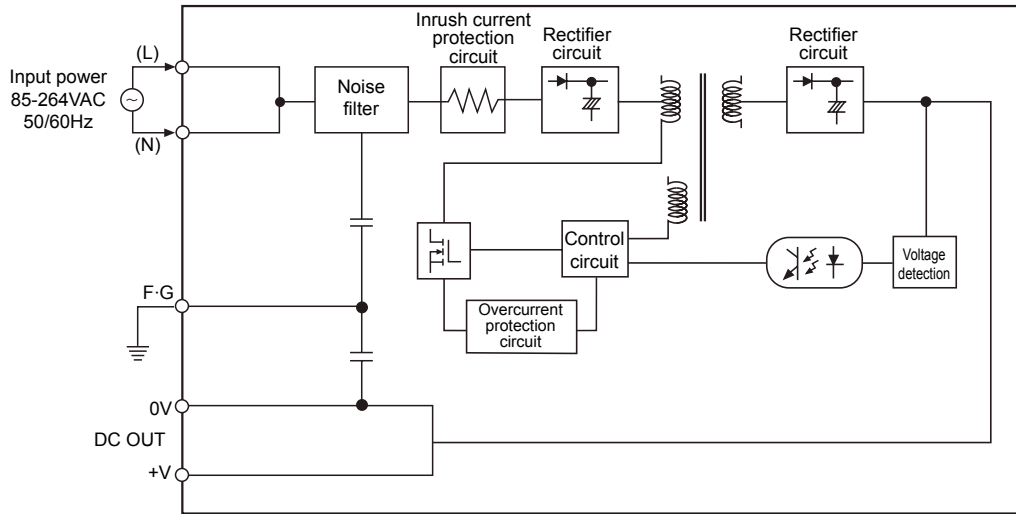 Inrush current
protection
circuit
Rectifier
circuit
Rectifier
circuit
(L)
Input power
85-264VAC
50/60Hz
(N)
Noise
filter
Control
circuit
Voltage
detection
F·G
Overcurrent
protection
circuit
0V
DC OUT
+V